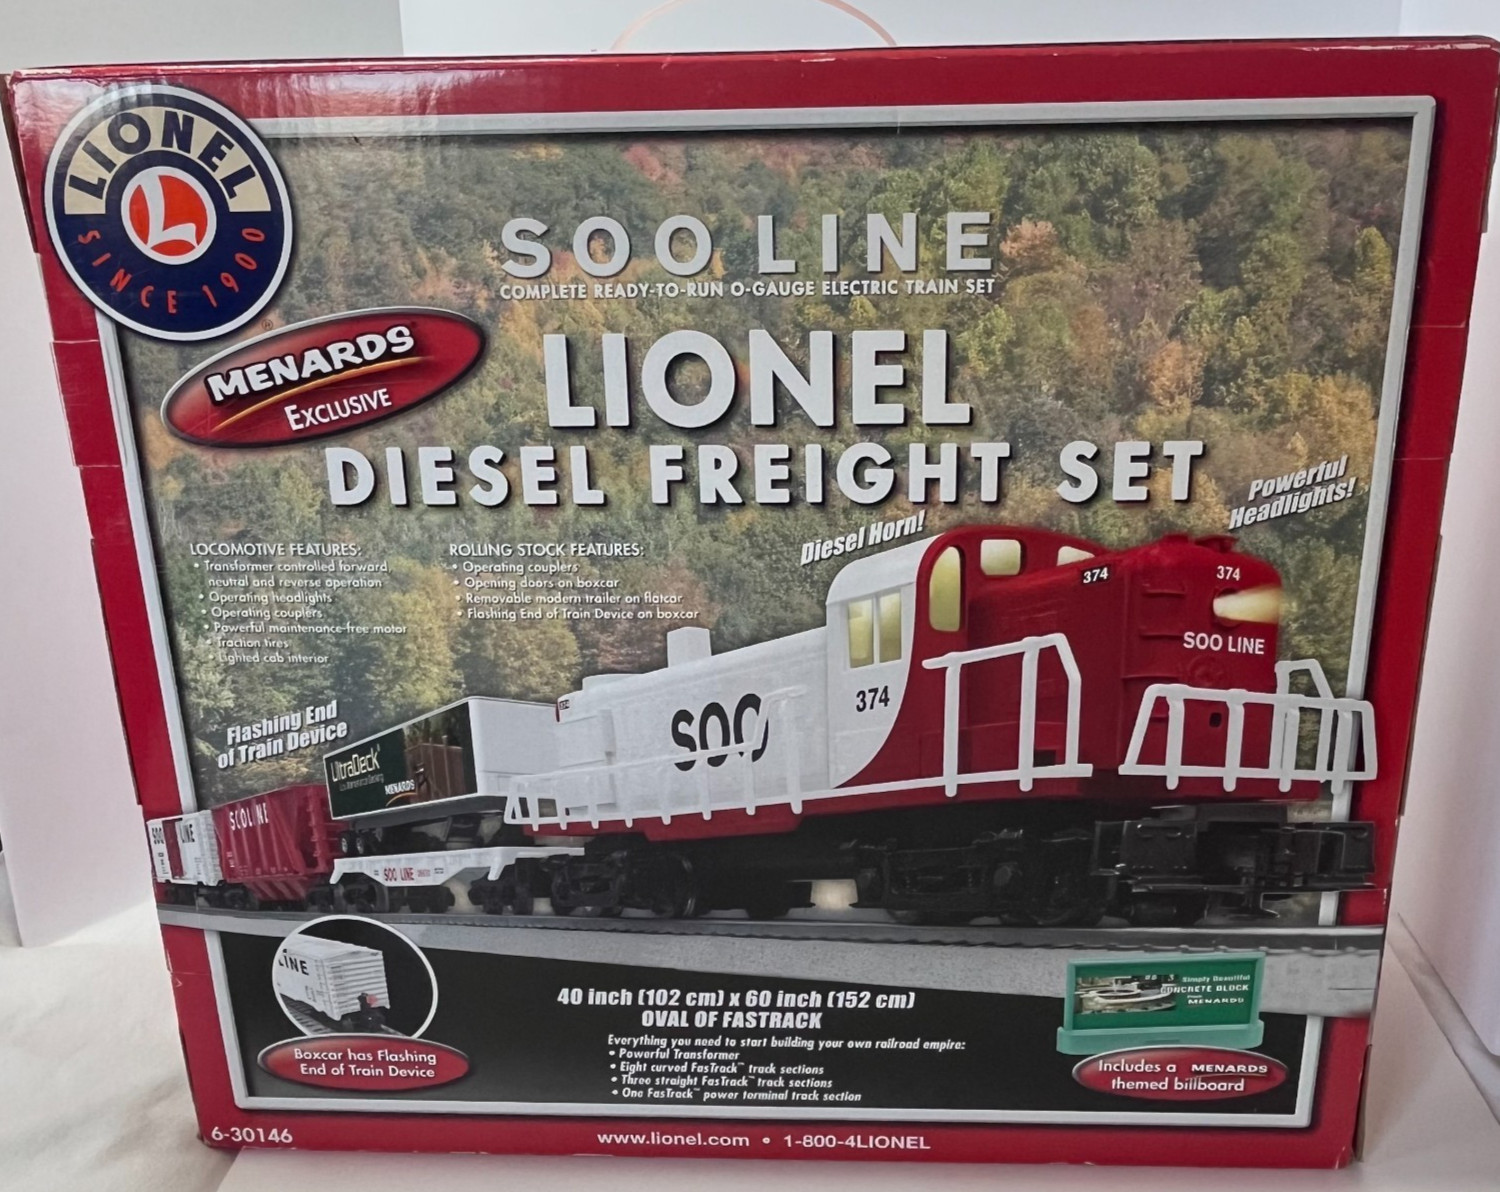 LIONEL
L
SINCE 1900
SOO LINE
COMPLETE READY-TO-RUN O-GAUGE ELECTRIC TRAIN SET
MENARDS
EXCLUSIVE
LIONEL
DIESEL FREIGHT SET
Powerful
Headlights!
Diesel Horn!
LOCOMOTIVE FEATURES:
• Transformer controlled forward,
neutral and reverse operation
• Operating headlights
• Operating couplers
• Powerful maintenance-free motor
• Traction tires
• Lighted cab interior
ROLLING STOCK FEATURES:
• Operating couplers
• Opening doors on boxcar
• Removable modern trailer on flatcar
• Flashing End of Train Device on boxcar
Flashing End
of Train Device
374
374
SOO LINE
374
374
SOO
UltraDeck
MENARDS
SOO LINE
SOO LINE
SOO LINE
LINE
Boxcar has Flashing
End of Train Device
40 inch (102 cm) x 60 inch (152 cm)
OVAL OF FASTRACK
Everything you need to start building your own railroad empire:
• Powerful Transformer
• Eight curved FasTrack™ track sections
• Three straight FasTrack™ track sections
• One FasTrack™ power terminal track section
Simply Beautiful
CONCRETE BLOCK
From
MENARDS
Includes a MENARDS
themed billboard
6-30146
www.lionel.com • 1-800-4LIONEL